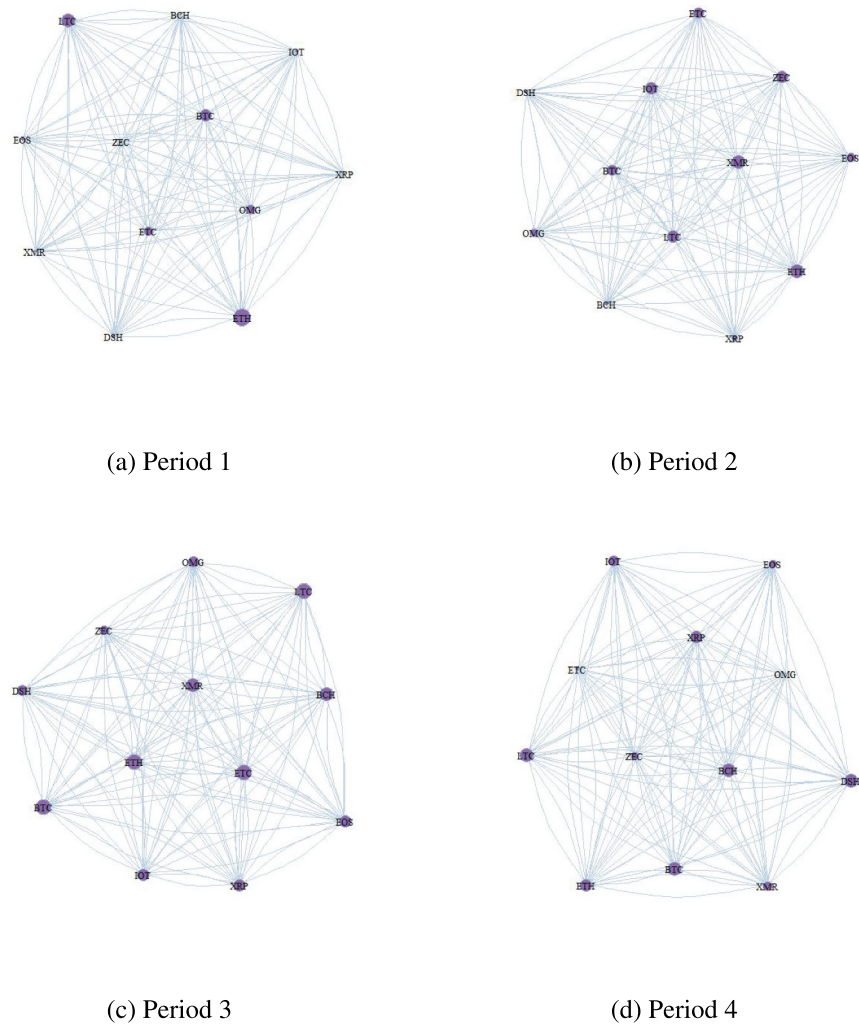 LTC
BCH
IOT
BTC
EOS
ZEC
XRP
OMG
ETC
XMR
ETH
DSH
(a) Period 1
ETC
ZEC
DSH
IOT
EOS
XMR
BTC
OMG
LTC
ETH
BCH
XRP
(b) Period 2
OMG
LTC
ZEC
XMR
DSH
BCH
ETH
ETC
BTC
EOS
IOT
XRP
(c) Period 3
IOT
EOS
XRP
ETC
OMG
LTC
ZEC
BCH
DSH
BTC
ETH
XMR
(d) Period 4